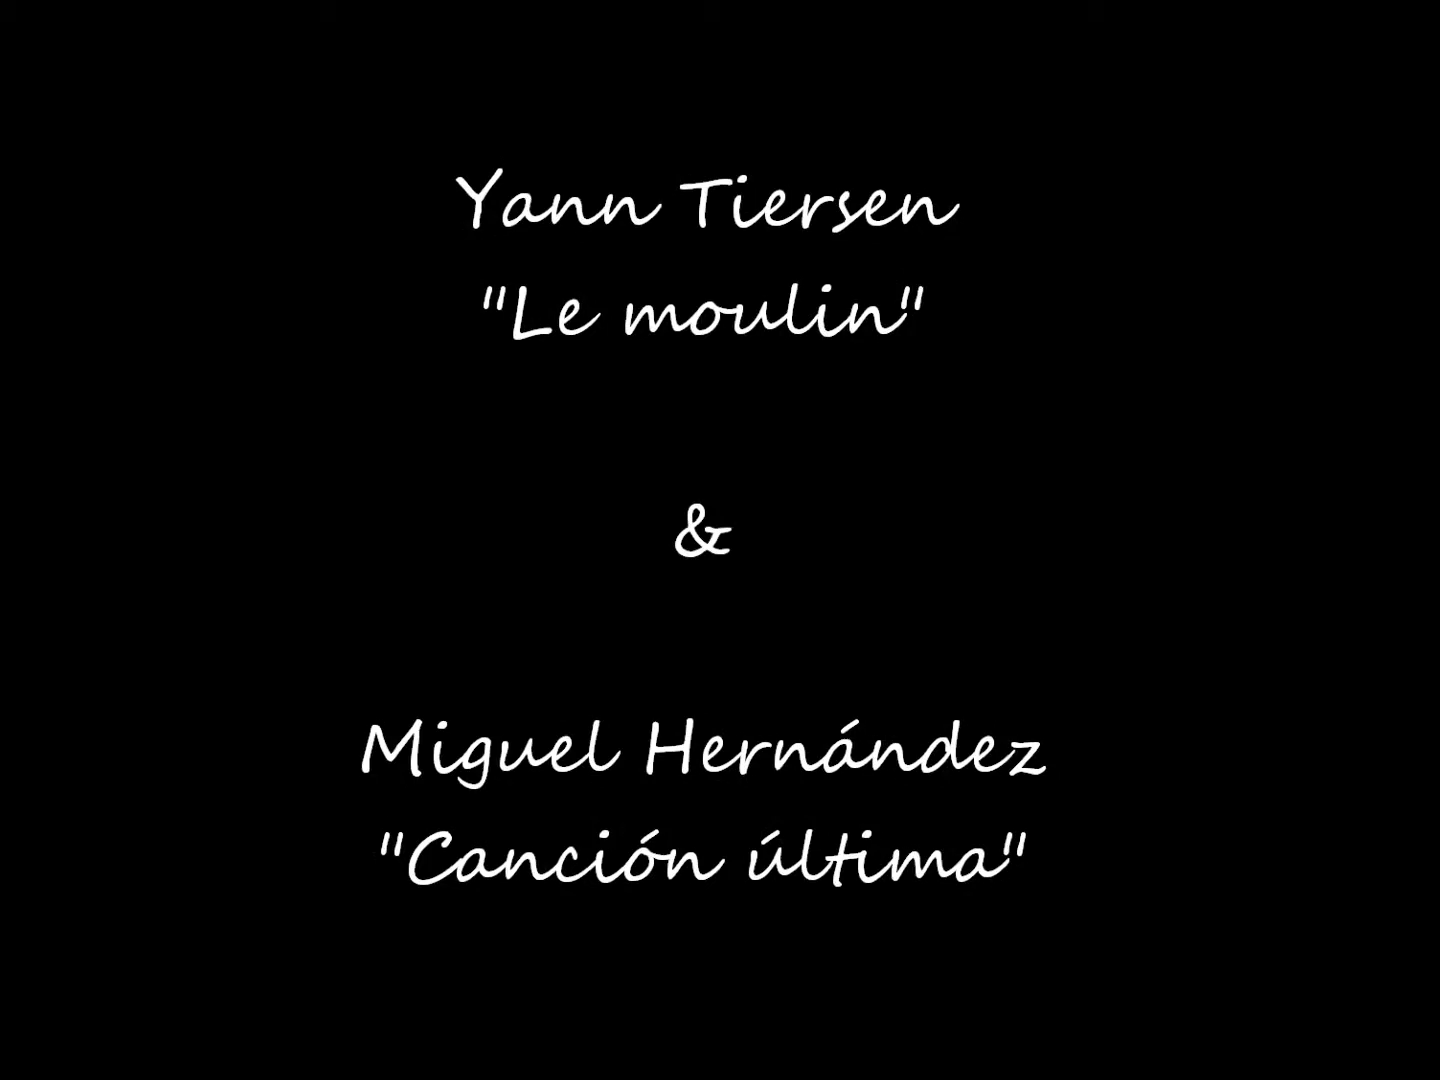 Yann Tiersen
"Le moulin"
&
Miguel Hernández
"Canción última"